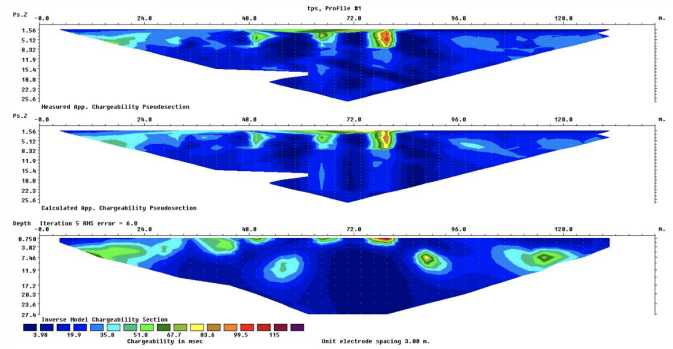 tps, Profile #1
Ps.Z -0.0 24.0 48.0 72.0 96.0 120.0 m.
1.56
5.12
8.32
11.9
15.4
18.8
22.3
25.6
Measured App. Chargeability Pseudosection
Ps.Z -0.0 24.0 48.0 72.0 96.0 120.0 m.
1.56
5.12
8.32
11.9
15.4
18.8
22.3
25.6
Calculated App. Chargeability Pseudosection
Depth Iteration 5 RMS error = 6.0
-0.0 24.0 48.0 72.0 96.0 120.0 m.
0.750
3.82
7.46
11.9
17.2
20.3
23.6
27.4
Inverse Model Chargeability Section
3.98 19.9 35.8 51.8 67.7 83.6 99.5 115
Chargeability in msec
Unit electrode spacing 3.00 m.